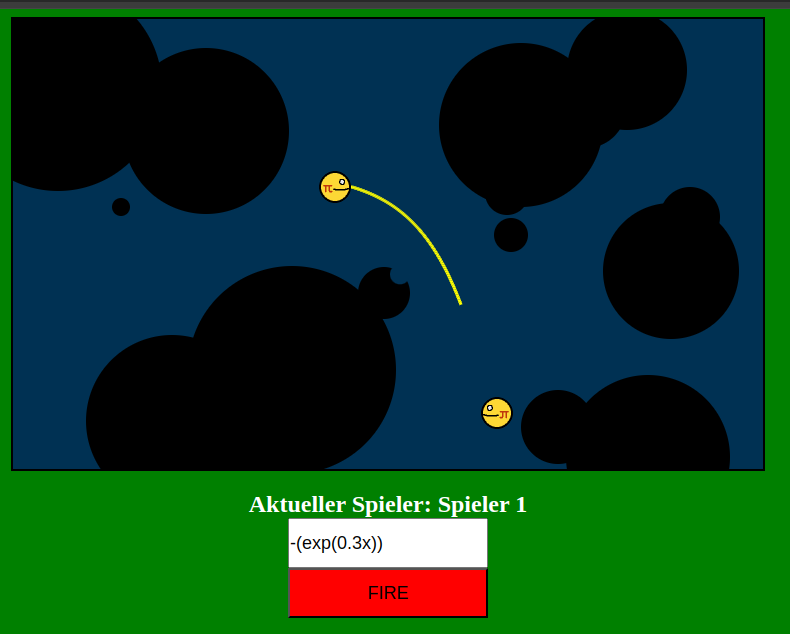 π
π
Aktueller Spieler: Spieler 1
-(exp(0.3x))
FIRE